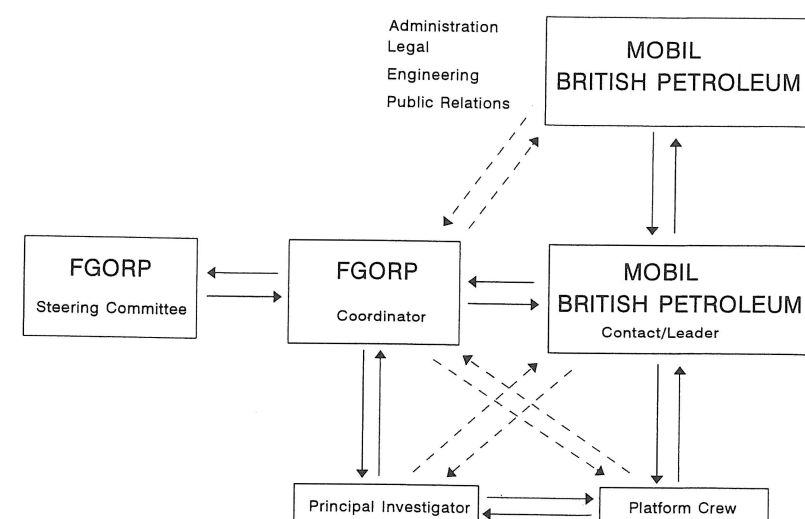 Administration
Legal
Engineering
Public Relations
MOBIL
BRITISH PETROLEUM
FGORP
Steering Committee
FGORP
Coordinator
MOBIL
BRITISH PETROLEUM
Contact/Leader
Principal Investigator
Platform Crew